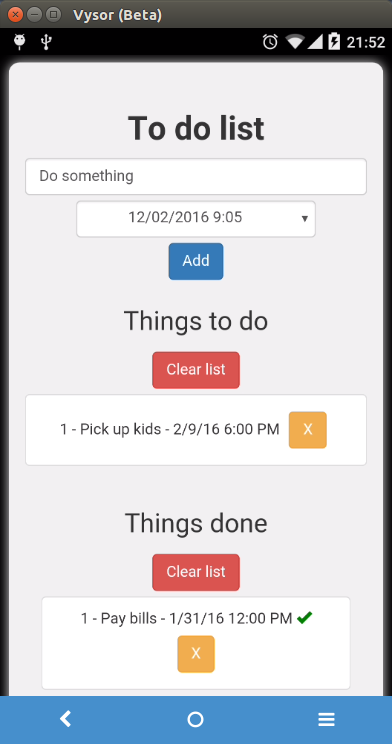 Vysor (Beta)
21:52
To do list
Do something
12/02/2016 9:05
Add
Things to do
Clear list
1 - Pick up kids - 2/9/16 6:00 PM X
Things done
Clear list
1 - Pay bills - 1/31/16 12:00 PM
X